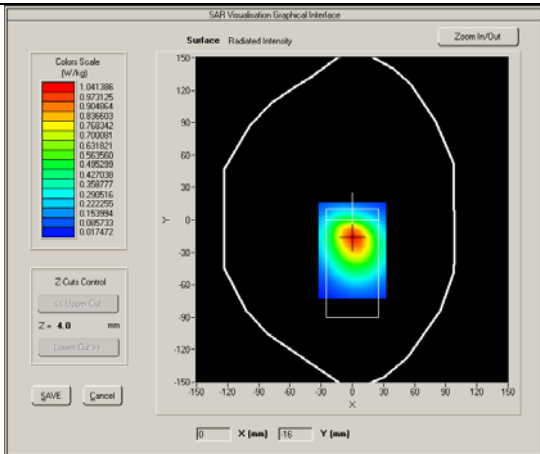 SAR Visualisation Graphical Interface
Surface Radiated Intensity
Zoom In/Out
Colors Scale
(W/kg)
1.041386
0.973125
0.904864
0.836603
0.768342
0.700081
0.631821
0.563560
0.495299
0.427038
0.358777
0.290516
0.222255
0.153994
0.085733
0.017472
Z Cuts Control
<< Upper Cut
Z = 4.0 mm
Lower Cut >>
SAVE Cancel
Y
150
120
90
60
30
0
-30
-60
-90
-120
-150
-150 -120 -90 -60 -30 0 30 60 90 120 150
X
0 X (mm) -16 Y (mm)